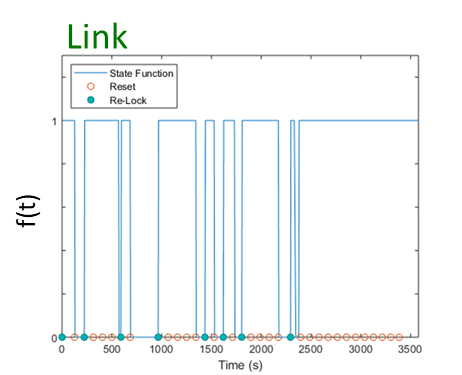 Link
State Function
Reset
Re-Lock
1
f(t)
0
0 500 1000 1500 2000 2500 3000 3500
Time (s)